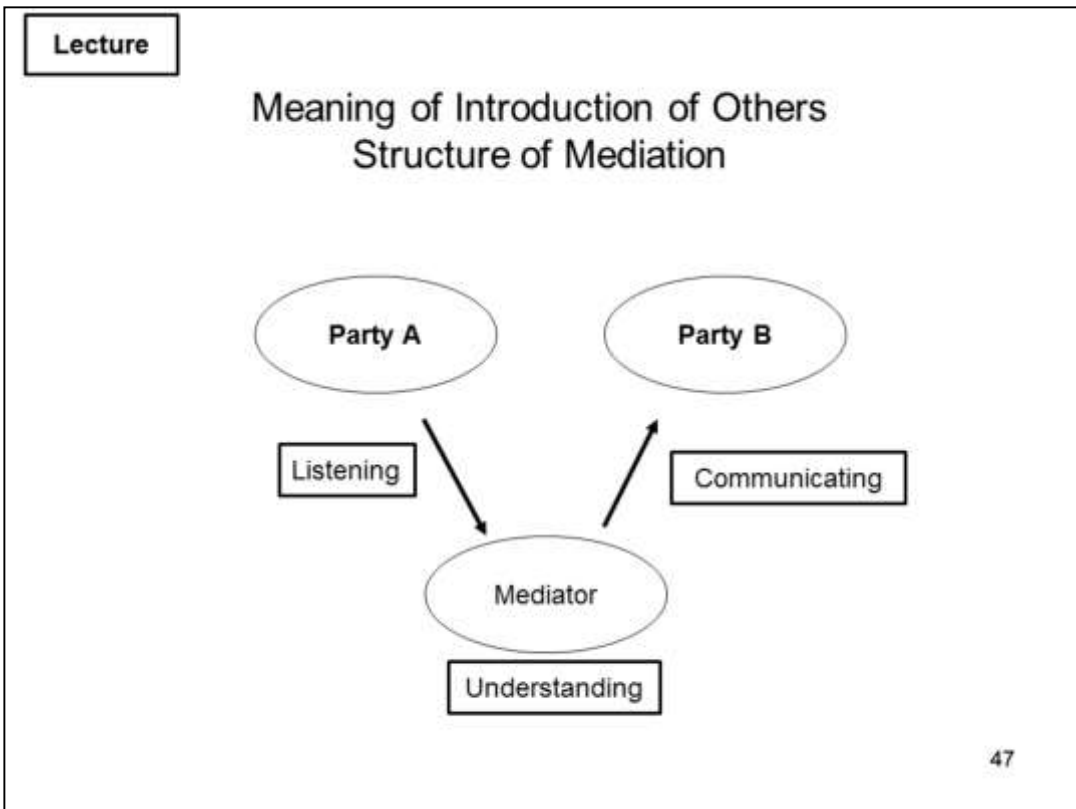 Lecture
Meaning of Introduction of Others
Structure of Mediation
Party A
Party B
Listening
Communicating
Mediator
Understanding
47